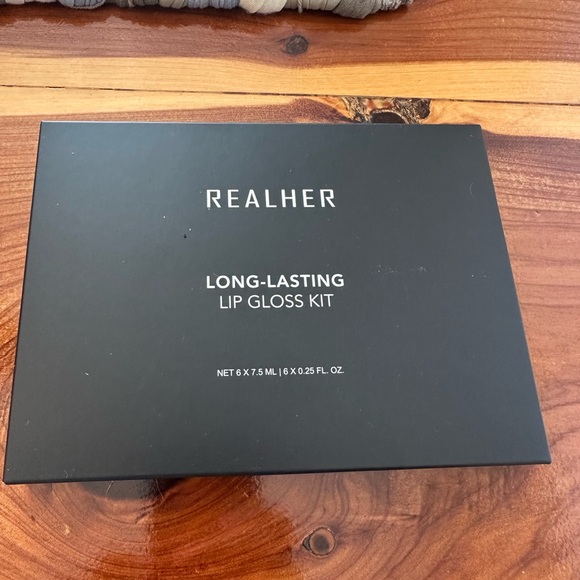 REALHER
LONG-LASTING
LIP GLOSS KIT
NET 6 X 7.5 ML | 6 X 0.25 FL. OZ.